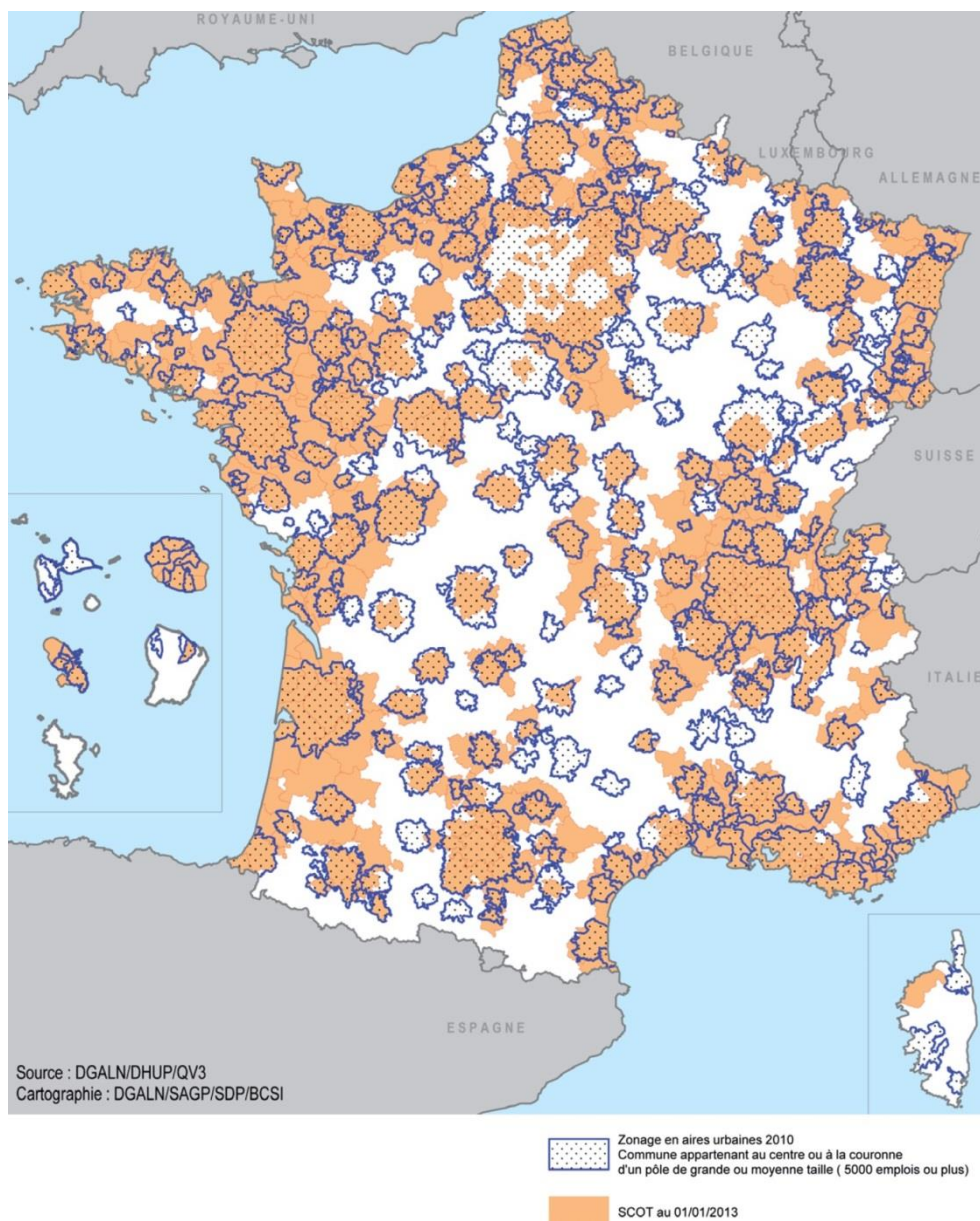 ROYAUME-UNI
BELGIQUE
LUXEMBOURG
ALLEMAGNE
SUISSE
ITALIE
ESPAGNE
Source : DGALN/DHUP/QV3
Cartographie : DGALN/SAGP/SDP/BCSI
Zonage en aires urbaines 2010
Commune appartenant au centre ou à la couronne
d'un pôle de grande ou moyenne taille ( 5000 emplois ou plus)
SCOT au 01/01/2013